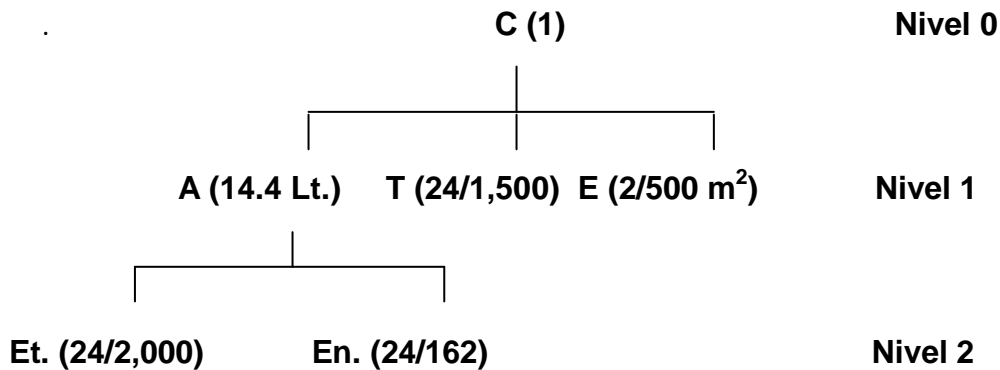 . C (1) Nivel 0
A (14.4 Lt.) T (24/1,500) E (2/500 m²) Nivel 1
Et. (24/2,000) En. (24/162) Nivel 2